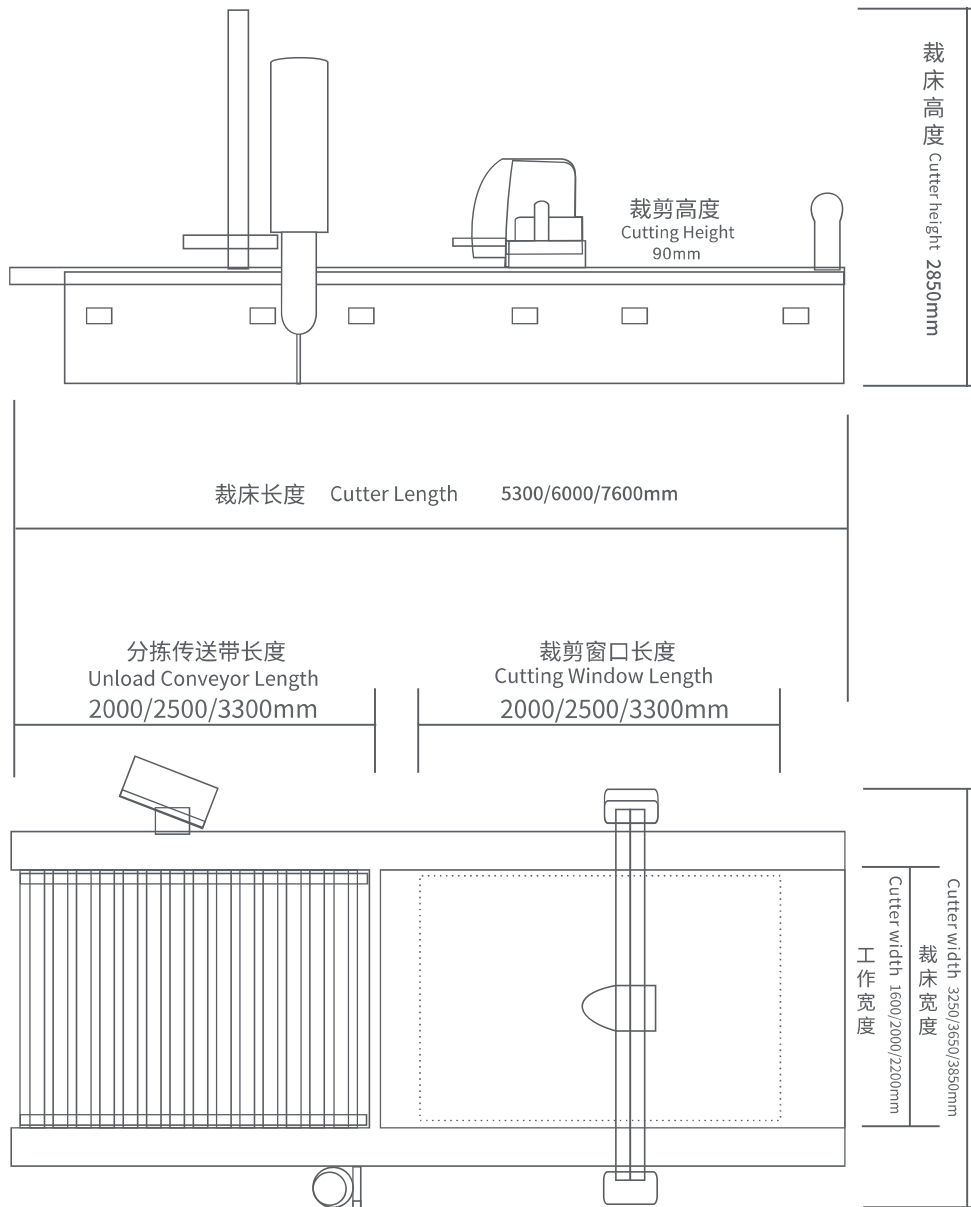 裁床高度 Cutter height 2850mm
裁剪高度
Cutting Height
90mm
裁床长度 Cutter Length 5300/6000/7600mm
分拣传送带长度
Unload Conveyor Length
2000/2500/3300mm
裁剪窗口长度
Cutting Window Length
2000/2500/3300mm
工作宽度
Cutter width 1600/2000/2200mm
裁床宽度
Cutter width 3250/3650/3850mm